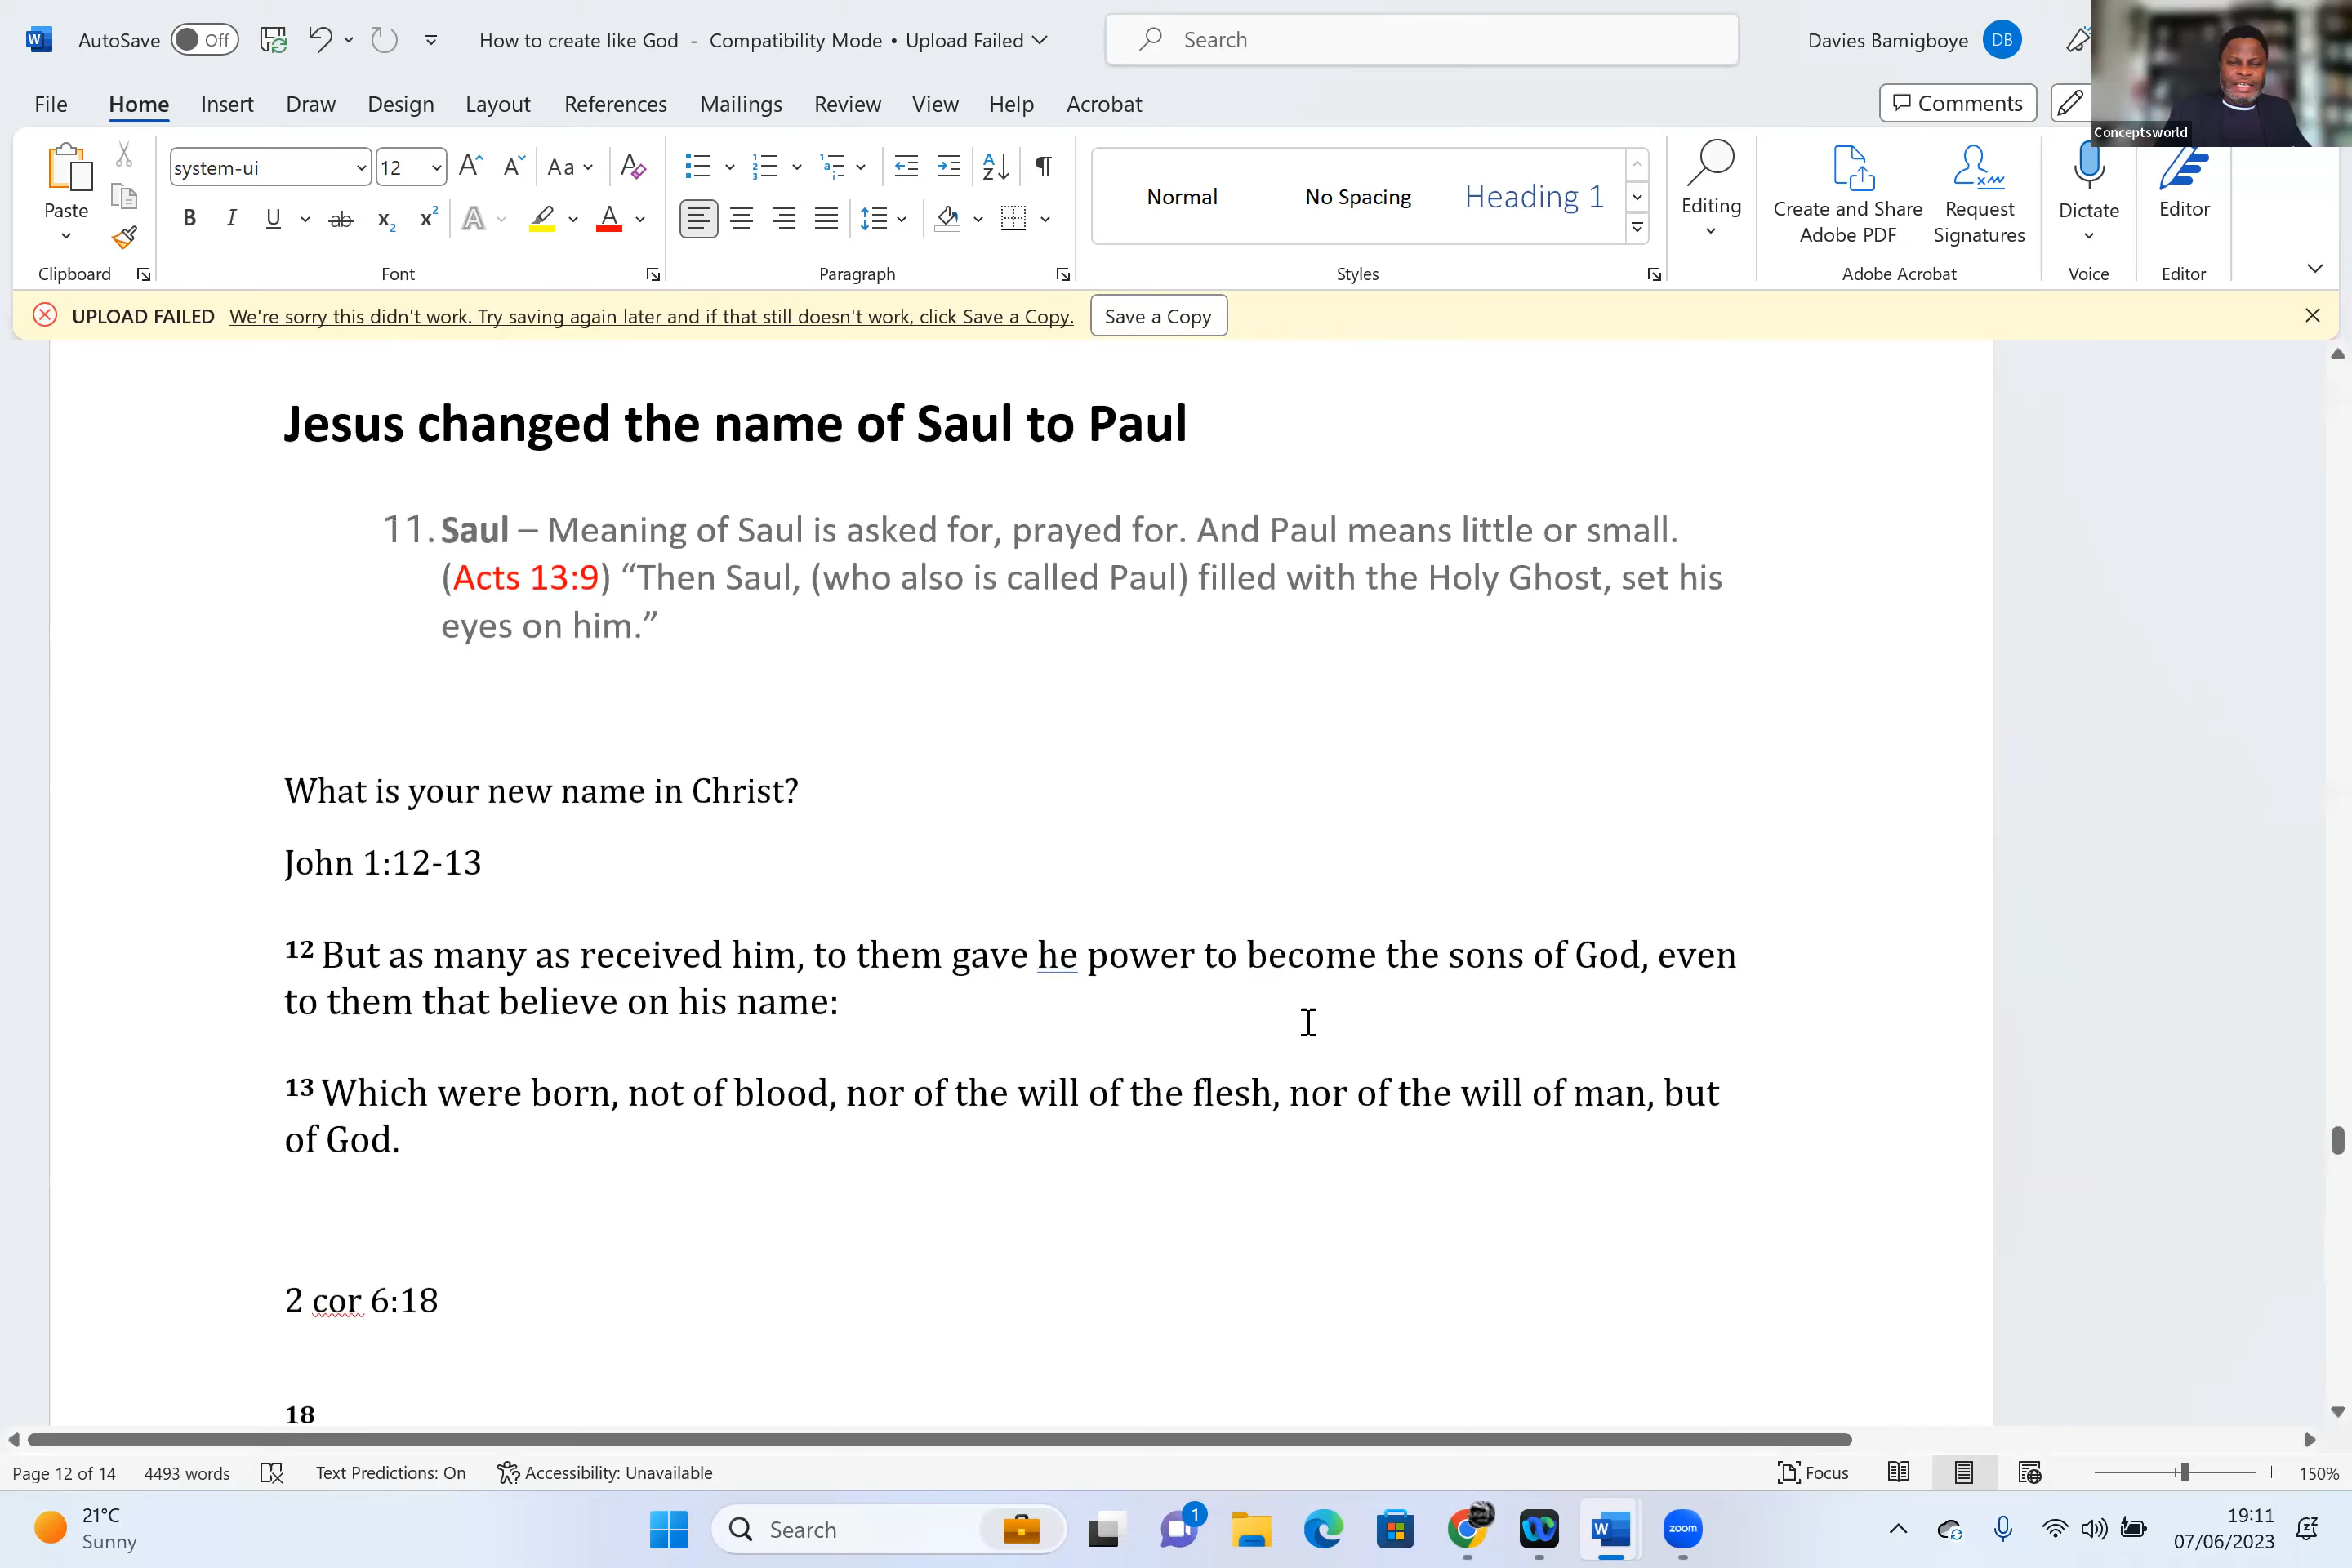 AutoSave Off How to create like God - Compatibility Mode • Upload Failed Search Davies Bamigboye DB
File Home Insert Draw Design Layout References Mailings Review View Help Acrobat Comments
Conceptsworld
system-ui 12 Aa
Paste Normal No Spacing Heading 1 Editing Create and Share Adobe PDF Request Signatures Dictate Editor
Clipboard Font Paragraph Styles Adobe Acrobat Voice Editor
UPLOAD FAILED We're sorry this didn't work. Try saving again later and if that still doesn't work, click Save a Copy. Save a Copy
Jesus changed the name of Saul to Paul
11. Saul – Meaning of Saul is asked for, prayed for. And Paul means little or small.
(Acts 13:9) “Then Saul, (who also is called Paul) filled with the Holy Ghost, set his
eyes on him.”
What is your new name in Christ?
John 1:12-13
12 But as many as received him, to them gave he power to become the sons of God, even
to them that believe on his name:
13 Which were born, not of blood, nor of the will of the flesh, nor of the will of man, but
of God.
2 cor 6:18
18
Page 12 of 14 4493 words Text Predictions: On Accessibility: Unavailable Focus 150%
21°C
Sunny
Search
1
zoom
19:11
07/06/2023